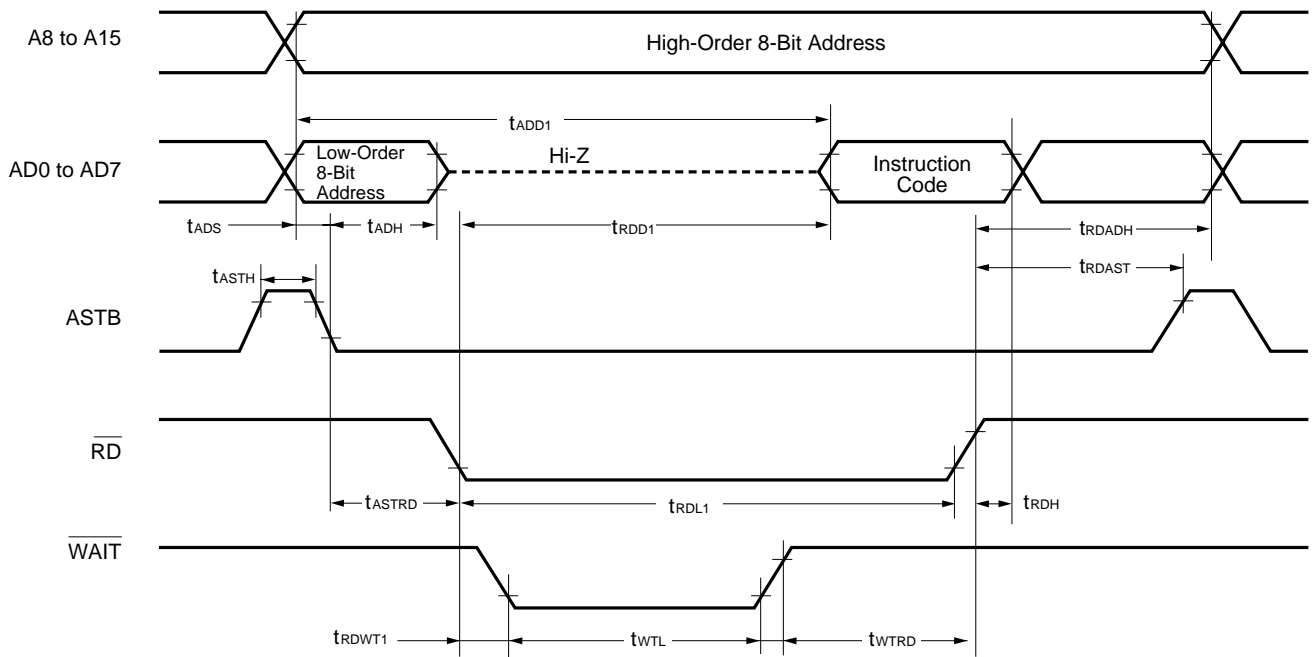 A8 to A15
High-Order 8-Bit Address
tADD1
AD0 to AD7
Low-Order
8-Bit
Address
Hi-Z
Instruction
Code
tADS
tADH
tRDD1
tRDADH
tASTH
tRDAST
ASTB
RD
tASTRD
tRDL1
tRDH
WAIT
tRDWT1
tWTL
tWTRD